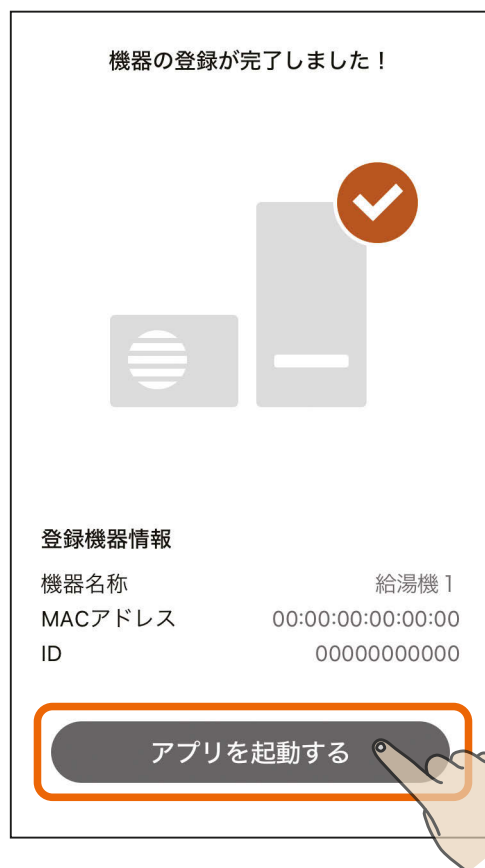 機器の登録が完了しました！
登録機器情報
機器名称 給湯機1
MACアドレス 00:00:00:00:00:00
ID 00000000000
アプリを起動する